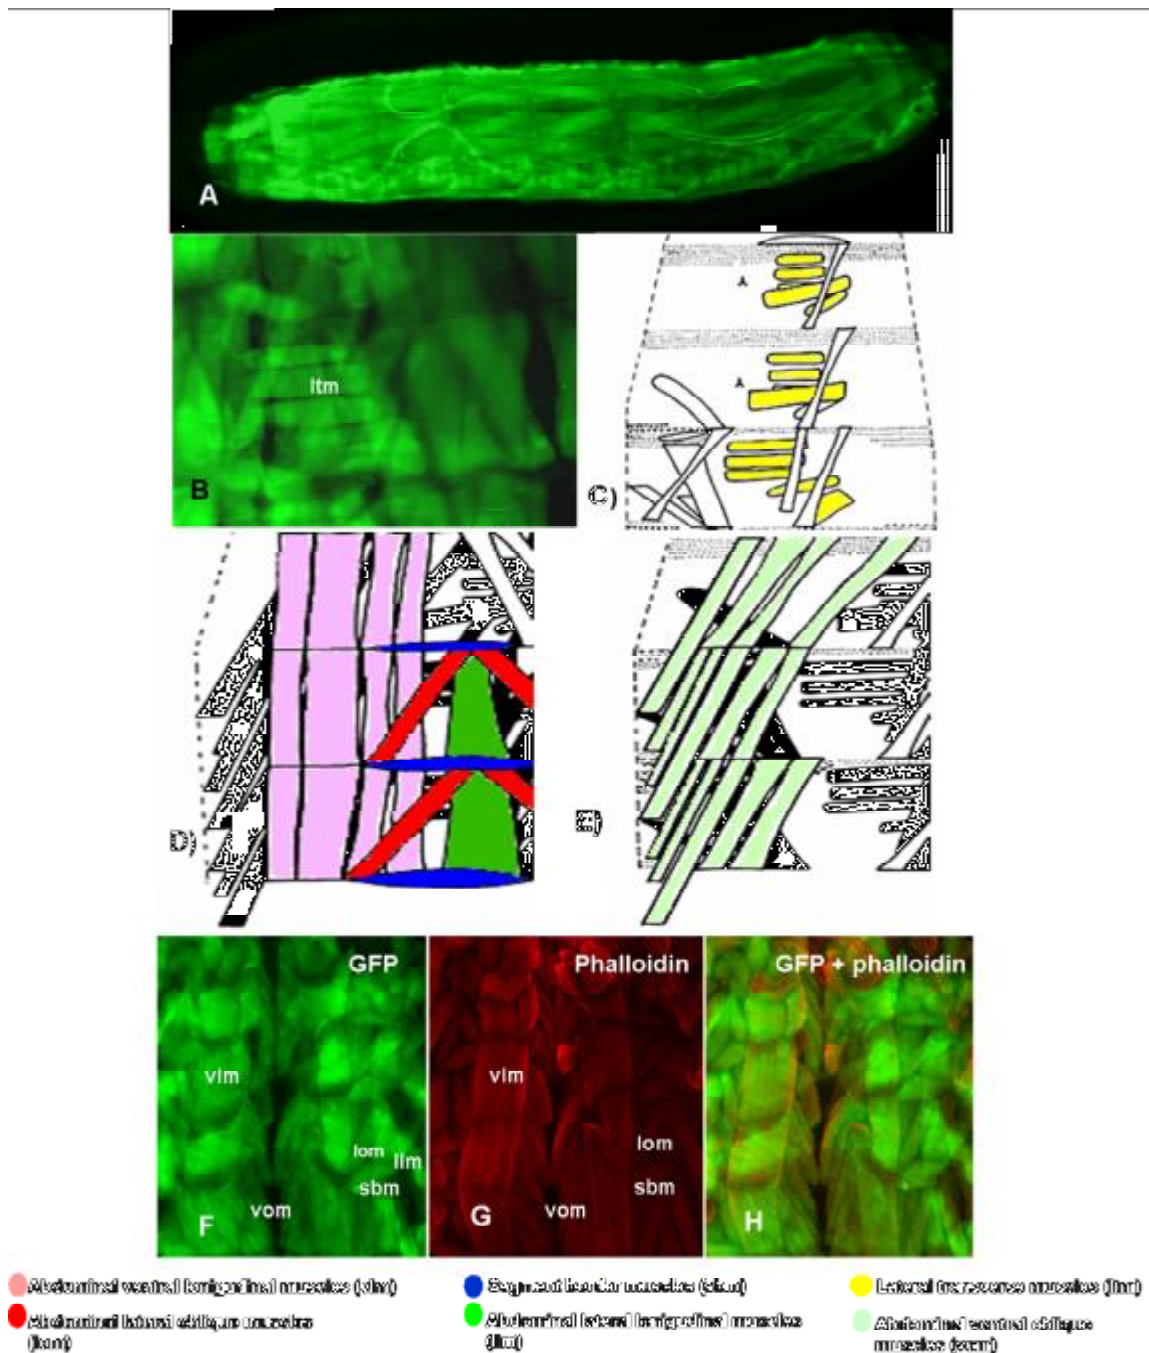 A
ltm
B
C)
D)
GFP
Phalloidin
GFP + phalloidin
vlm
vlm
lom
llm
lom
sbm
sbm
vom
vom
F
G
H
Abdominal ventral longitudinal muscles (vlm)
Segment border muscles (sbm)
Lateral transverse muscles (ltm)
Abdominal lateral oblique muscles
(lom)
Abdominal lateral longitudinal muscles
(llm)
Abdominal ventral oblique
muscles (vom)